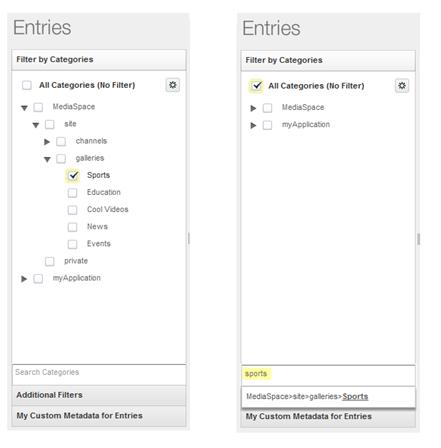 Entries
Filter by Categories
All Categories (No Filter)
MediaSpace
site
channels
galleries
Sports
Education
Cool Videos
News
Events
private
myApplication
Search Categories
Additional Filters
My Custom Metadata for Entries
Entries
Filter by Categories
All Categories (No Filter)
MediaSpace
myApplication
sports
MediaSpace>site>galleries>Sports
My Custom Metadata for Entries